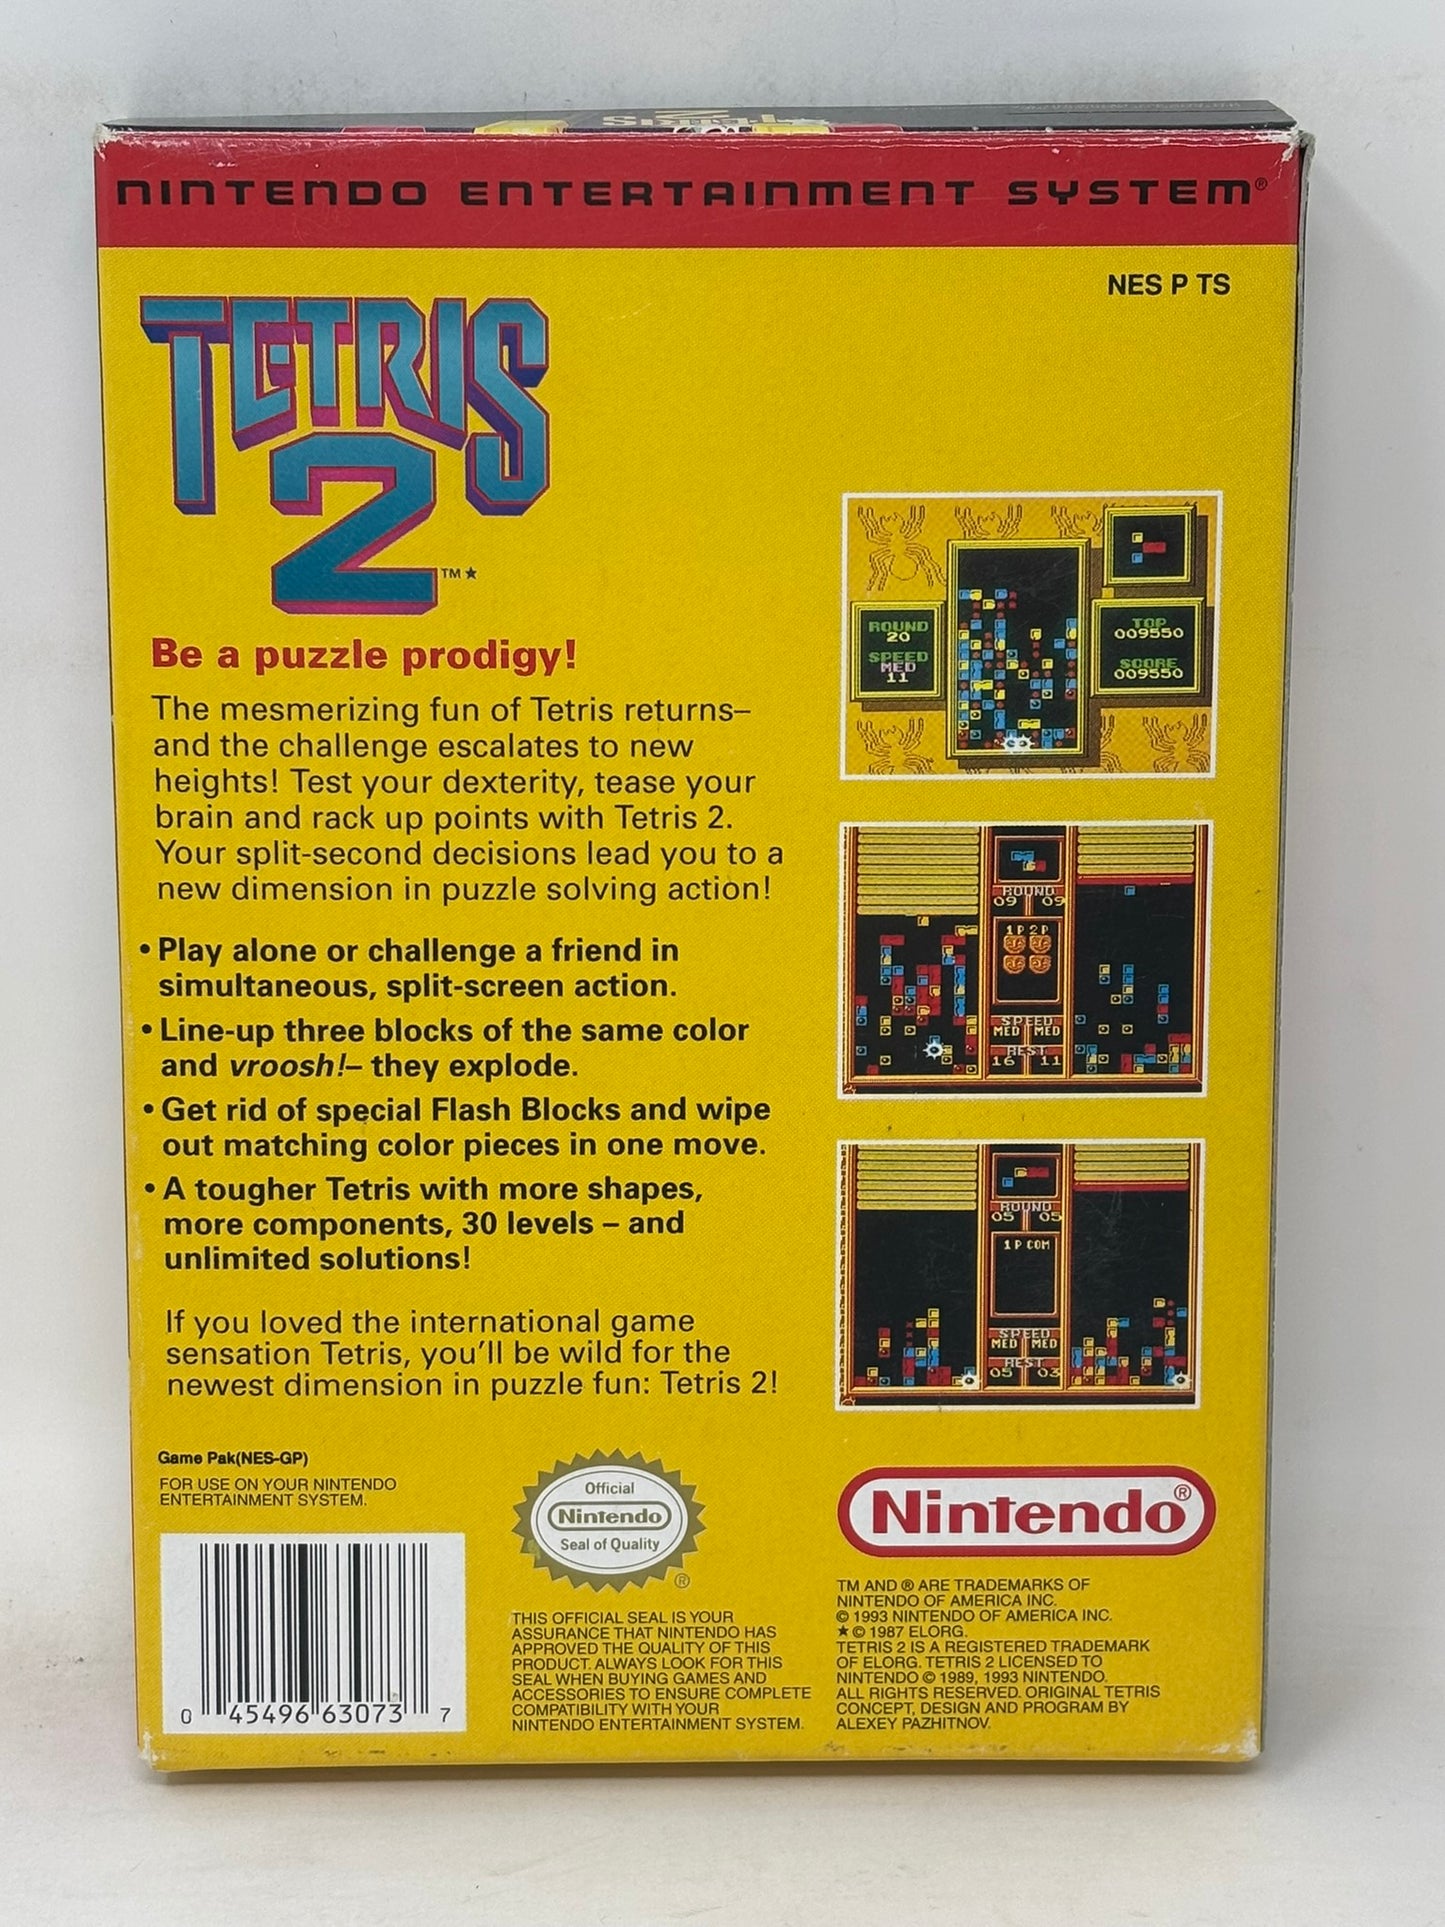 TETRIS
2
NINTENDO ENTERTAINMENT SYSTEM®
NES P TS
TETRIS
2
TM★
Be a puzzle prodigy!
The mesmerizing fun of Tetris returns–
and the challenge escalates to new
heights! Test your dexterity, tease your
brain and rack up points with Tetris 2.
Your split-second decisions lead you to a
new dimension in puzzle solving action!
• Play alone or challenge a friend in
simultaneous, split-screen action.
• Line-up three blocks of the same color
and vroosh!– they explode.
• Get rid of special Flash Blocks and wipe
out matching color pieces in one move.
• A tougher Tetris with more shapes,
more components, 30 levels – and
unlimited solutions!
If you loved the international game
sensation Tetris, you'll be wild for the
newest dimension in puzzle fun: Tetris 2!
ROUND
20
SPEED
MED
11
TOP
009550
SCORE
009550
ROUND
09 09
1P 2P
SPEED
MED MED
REST
16 11
ROUND
05 05
1P COM
SPEED
MED MED
REST
05 03
Game Pak(NES-GP)
FOR USE ON YOUR NINTENDO
ENTERTAINMENT SYSTEM.
0 45496 63073 7
Official
Nintendo
Seal of Quality
®
THIS OFFICIAL SEAL IS YOUR
ASSURANCE THAT NINTENDO HAS
APPROVED THE QUALITY OF THIS
PRODUCT. ALWAYS LOOK FOR THIS
SEAL WHEN BUYING GAMES AND
ACCESSORIES TO ENSURE COMPLETE
COMPATIBILITY WITH YOUR
NINTENDO ENTERTAINMENT SYSTEM.
Nintendo®
TM AND ® ARE TRADEMARKS OF
NINTENDO OF AMERICA INC.
© 1993 NINTENDO OF AMERICA INC.
★ © 1987 ELORG.
TETRIS 2 IS A REGISTERED TRADEMARK
OF ELORG. TETRIS 2 LICENSED TO
NINTENDO © 1989, 1993 NINTENDO.
ALL RIGHTS RESERVED. ORIGINAL TETRIS
CONCEPT, DESIGN AND PROGRAM BY
ALEXEY PAZHITNOV.